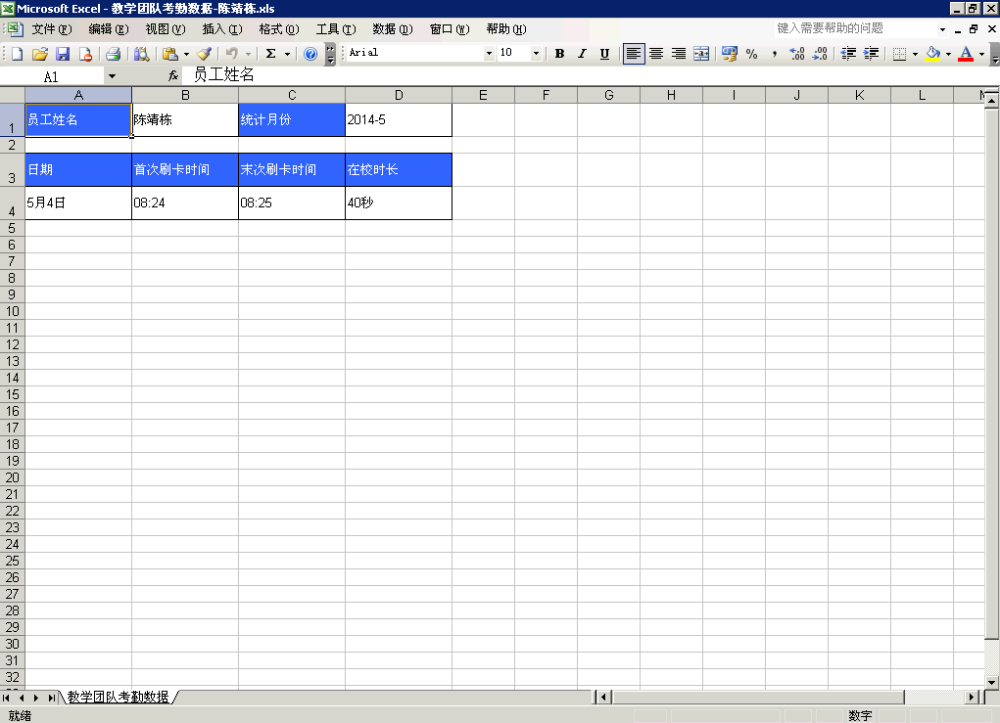 Microsoft Excel - 教学团队考勤数据-陈靖栋.xls
文件(F) 编辑(E) 视图(V) 插入(I) 格式(O) 工具(T) 数据(D) 窗口(W) 帮助(H) 键入需要帮助的问题
Arial 10 B I U
A1 fx 员工姓名
A B C D E F G H I J K L
1 员工姓名 陈靖栋 统计月份 2014-5
2
3 日期 首次刷卡时间 末次刷卡时间 在校时长
4 5月4日 08:24 08:25 40秒
5
6
7
8
9
10
11
12
13
14
15
16
17
18
19
20
21
22
23
24
25
26
27
28
29
30
31
32
教学团队考勤数据
就绪 数字